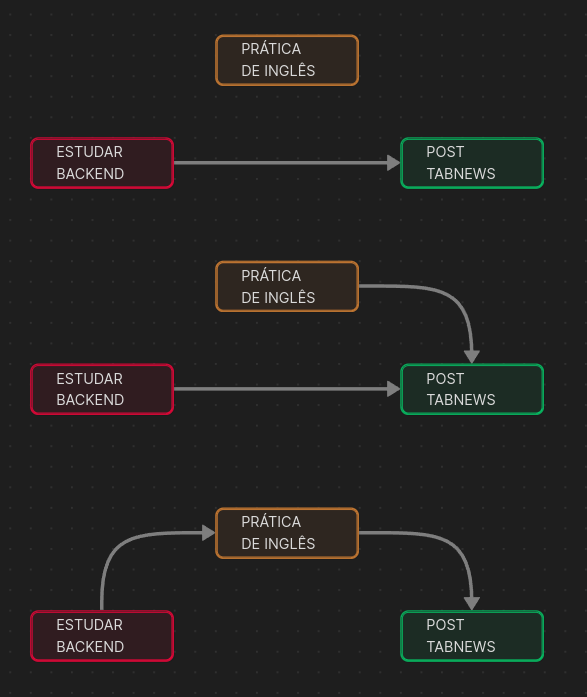 PRÁTICA
DE INGLÊS
ESTUDAR
BACKEND
POST
TABNEWS
PRÁTICA
DE INGLÊS
ESTUDAR
BACKEND
POST
TABNEWS
PRÁTICA
DE INGLÊS
ESTUDAR
BACKEND
POST
TABNEWS